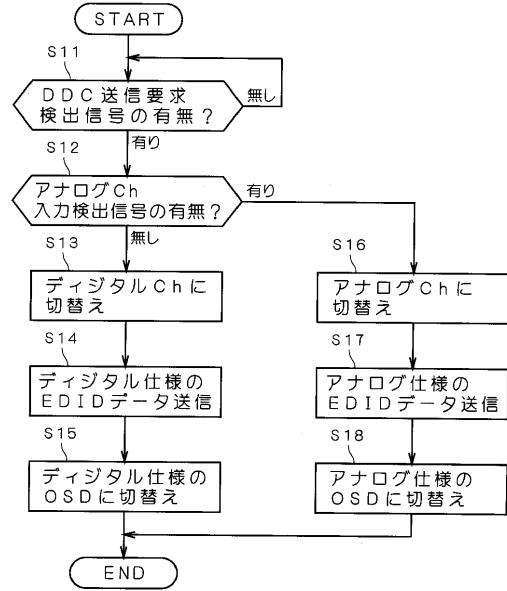 START
S11
DDC送信要求
検出信号の有無？
無し
有り
S12
アナログCh
入力検出信号の有無？
有り
無し
S13
ディジタルChに
切替え
S14
ディジタル仕様の
EDIDデータ送信
S15
ディジタル仕様の
OSDに切替え
S16
アナログChに
切替え
S17
アナログ仕様の
EDIDデータ送信
S18
アナログ仕様の
OSDに切替え
END